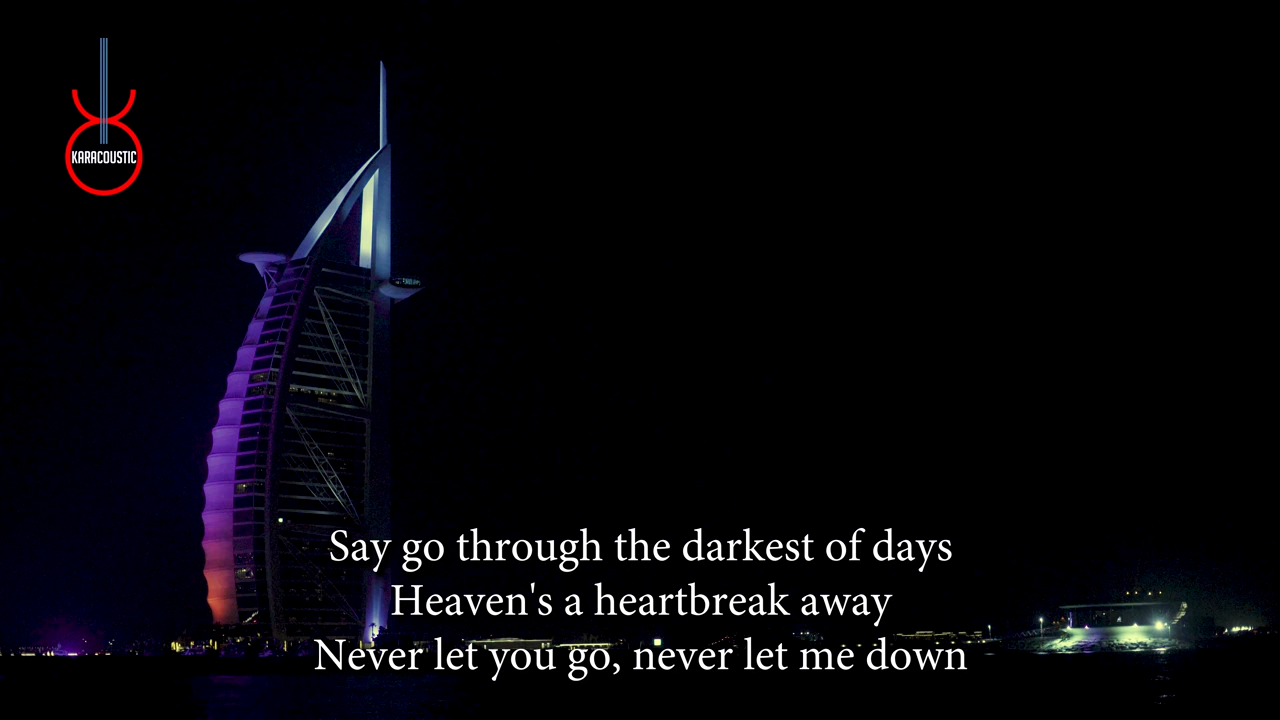 KARACOUSTIC
Say go through the darkest of days
Heaven's a heartbreak away
Never let you go, never let me down